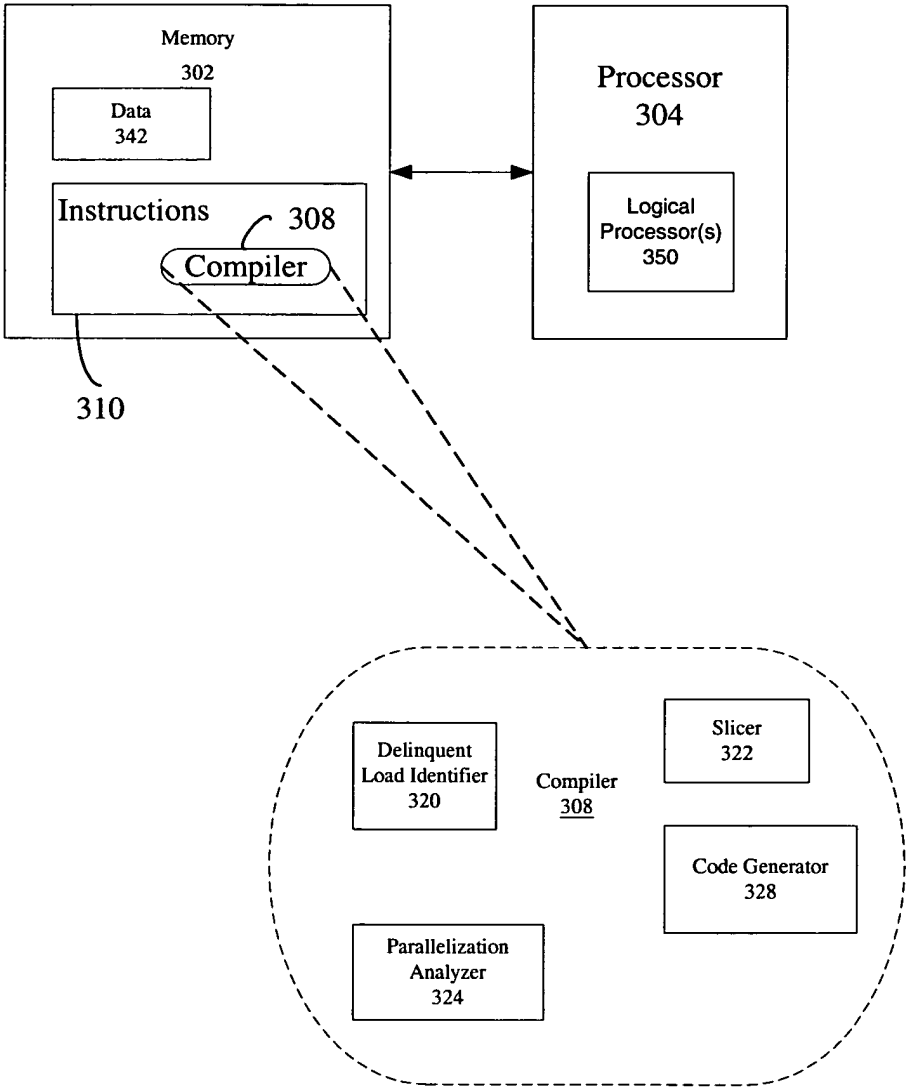 Memory
302
Data
342
Instructions
308
Compiler
310
Processor
304
Logical
Processor(s)
350
Delinquent
Load Identifier
320
Compiler
308
Slicer
322
Code Generator
328
Parallelization
Analyzer
324